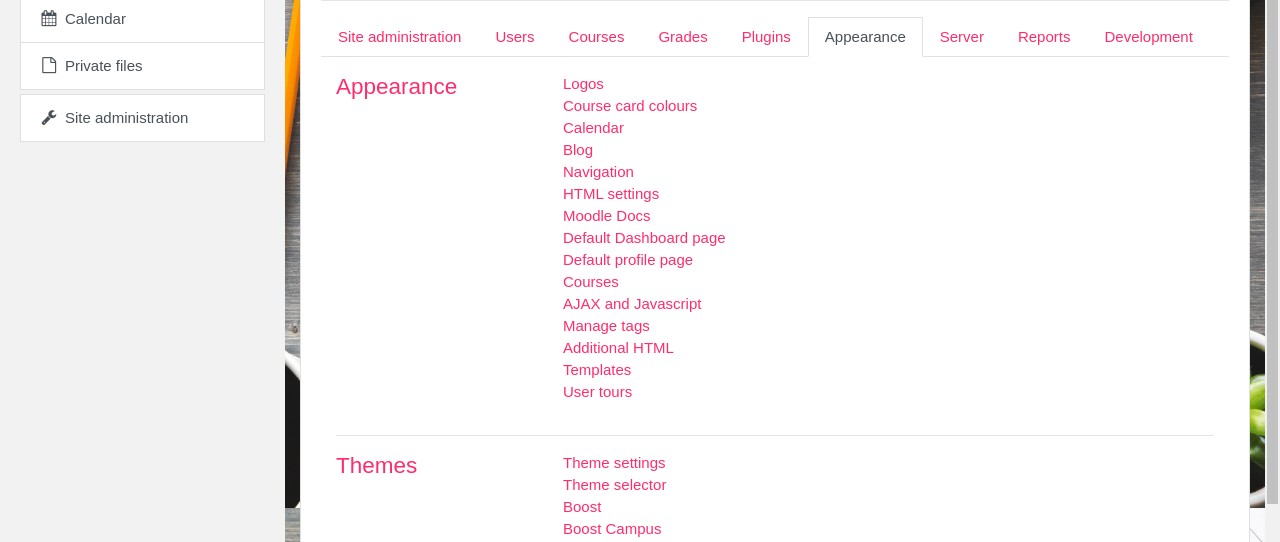 Calendar
Private files
Site administration
Site administration Users Courses Grades Plugins Appearance Server Reports Development
Appearance
Logos
Course card colours
Calendar
Blog
Navigation
HTML settings
Moodle Docs
Default Dashboard page
Default profile page
Courses
AJAX and Javascript
Manage tags
Additional HTML
Templates
User tours
Themes
Theme settings
Theme selector
Boost
Boost Campus